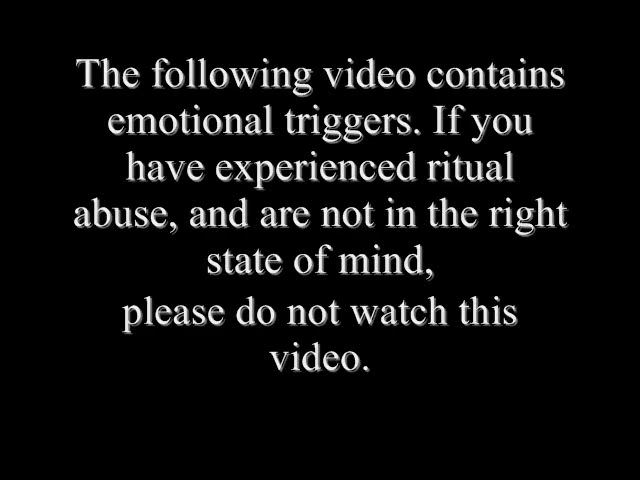 The following video contains
emotional triggers. If you
have experienced ritual
abuse, and are not in the right
state of mind,
please do not watch this
video.